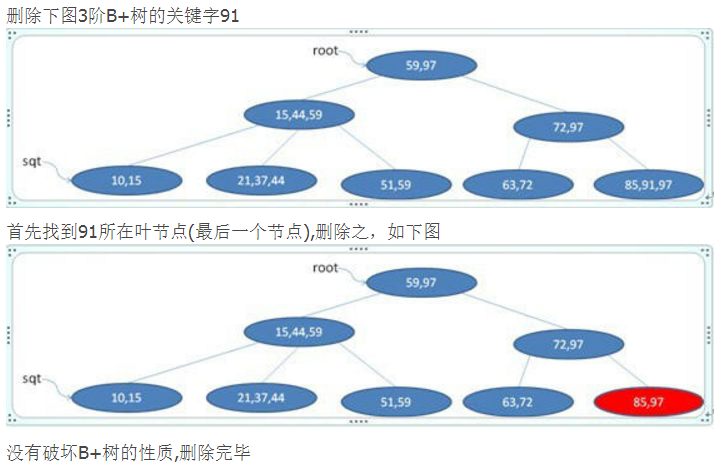 删除下图3阶B+树的关键字91
root
59,97
15,44,59
72,97
sqt
10,15
21,37,44
51,59
63,72
85,91,97
首先找到91所在叶节点(最后一个节点),删除之，如下图
root
59,97
15,44,59
72,97
sqt
10,15
21,37,44
51,59
63,72
85,97
没有破坏B+树的性质,删除完毕